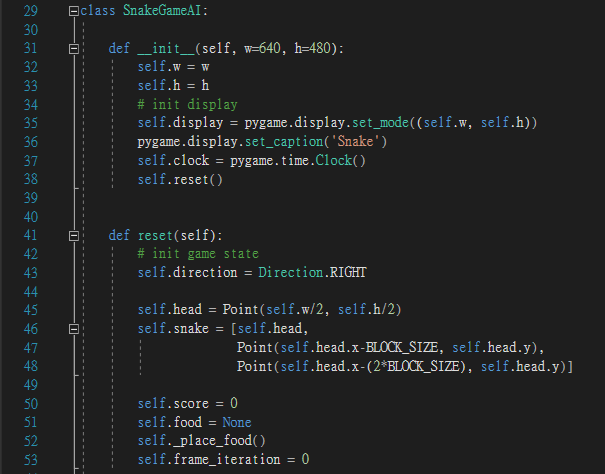 29 class SnakeGameAI:
30
31     def __init__(self, w=640, h=480):
32         self.w = w
33         self.h = h
34         # init display
35         self.display = pygame.display.set_mode((self.w, self.h))
36         pygame.display.set_caption('Snake')
37         self.clock = pygame.time.Clock()
38         self.reset()
39
40
41     def reset(self):
42         # init game state
43         self.direction = Direction.RIGHT
44
45         self.head = Point(self.w/2, self.h/2)
46         self.snake = [self.head,
47                       Point(self.head.x-BLOCK_SIZE, self.head.y),
48                       Point(self.head.x-(2*BLOCK_SIZE), self.head.y)]
49
50         self.score = 0
51         self.food = None
52         self._place_food()
53         self.frame_iteration = 0